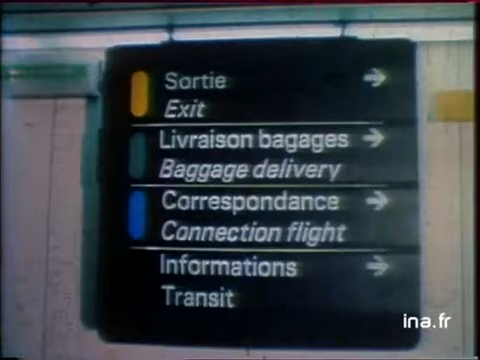 Sortie →
Exit
Livraison bagages →
Baggage delivery
Correspondance →
Connection flight
Informations →
Transit
ina.fr